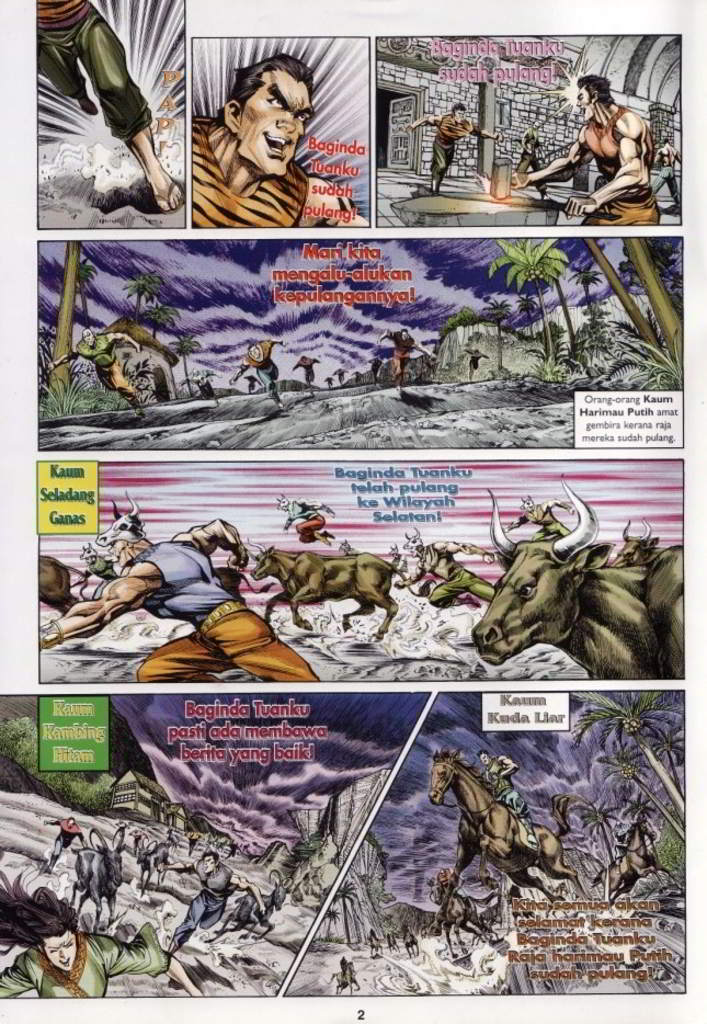 PAP!
Baginda
Tuanku
sudah
pulang!
Baginda Tuanku
sudah pulang!
Mari kita
mengalu-alukan
kepulangannya!
Orang-orang Kaum
Harimau Putih amat
gembira kerana raja
mereka sudah pulang.
Kaum
Seladang
Ganas
Baginda Tuanku
telah pulang
ke Wilayah
Selatan!
Kaum
Kambing
Hitam
Baginda Tuanku
pasti ada membawa
berita yang baik!
Kaum
Kuda Liar
Kita semua akan
selamat kerana
Baginda Tuanku
Raja harimau Putih
sudah pulang!
2